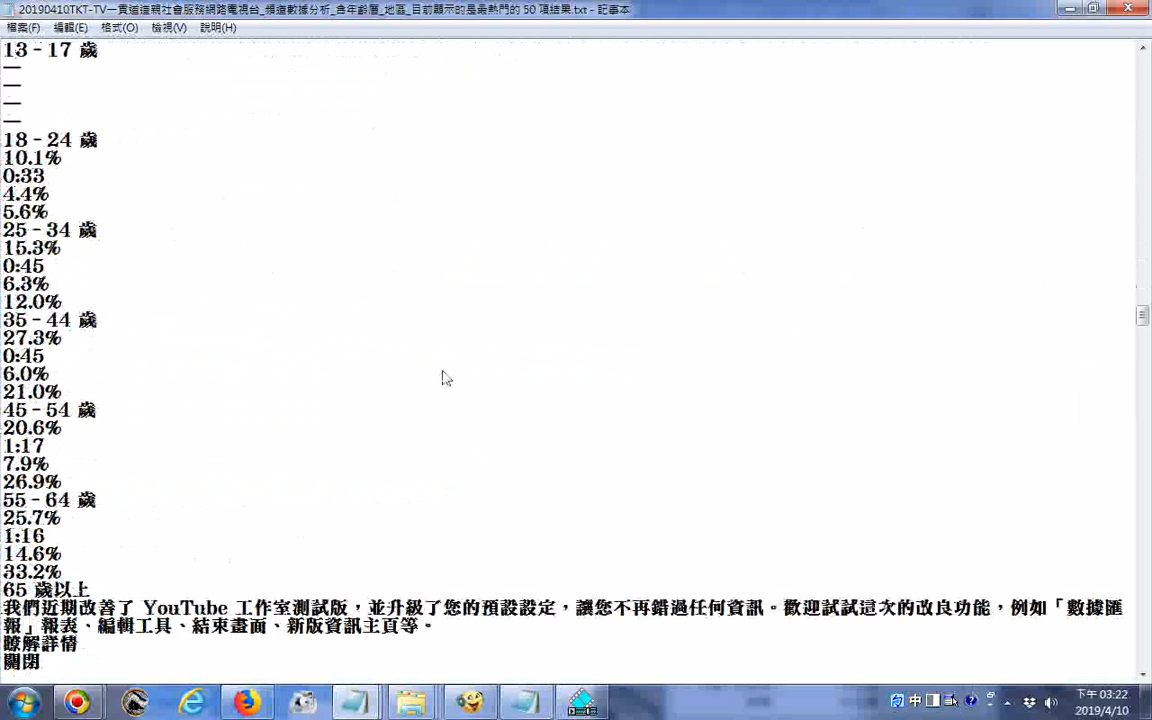 20190410TKT-TV一貫道道親社會服務網路電視台_頻道數據分析_含年齡層_地區_目前顯示的是最熱門的 50 項結果.txt - 記事本
檔案(F) 編輯(E) 格式(O) 檢視(V) 說明(H)
13 - 17 歲
—
—
—
—
18 - 24 歲
10.1%
0:33
4.4%
5.6%
25 - 34 歲
15.3%
0:45
6.3%
12.0%
35 - 44 歲
27.3%
0:45
6.0%
21.0%
45 - 54 歲
20.6%
1:17
7.9%
26.9%
55 - 64 歲
25.7%
1:16
14.6%
33.2%
65 歲以上
我們近期改善了 YouTube 工作室測試版，並升級了您的預設設定，讓您不再錯過任何資訊。歡迎試試這次的改良功能，例如「數據匯
報」報表、編輯工具、結束畫面、新版資訊主頁等。
瞭解詳情
關閉
中
下午 03:22
2019/4/10